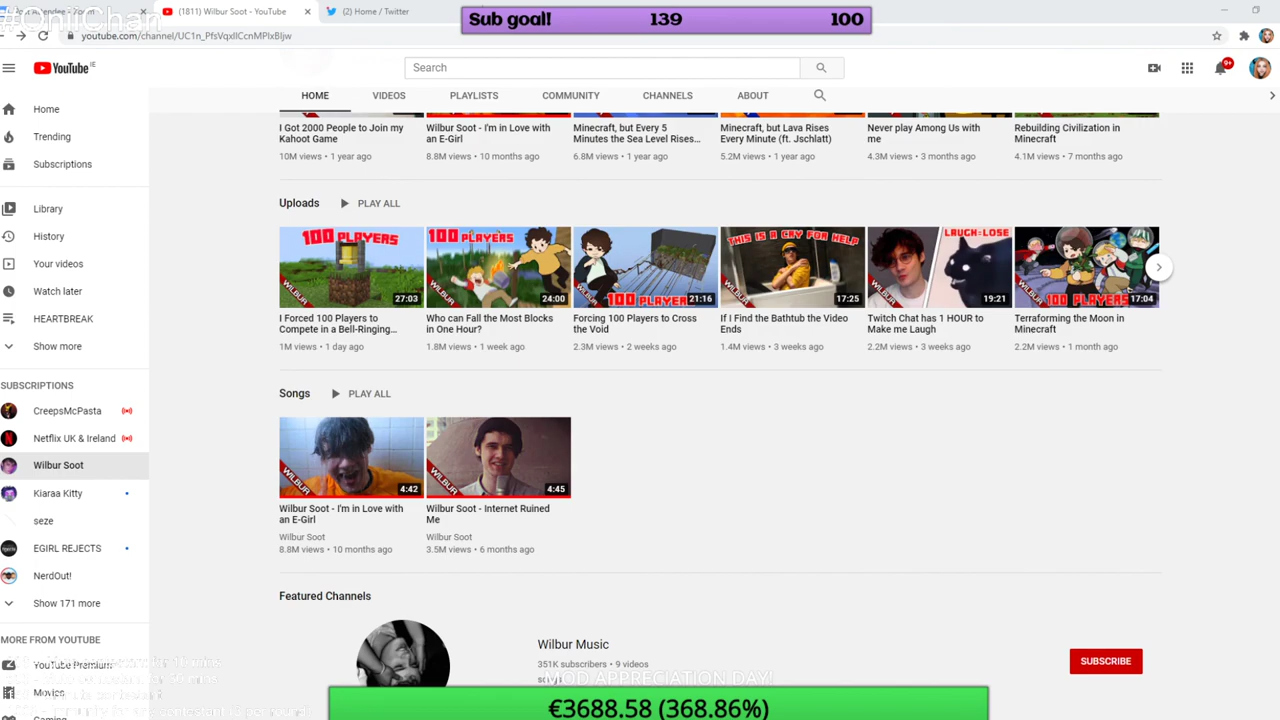 #OniiChan
(1811) Wilbur Soot - YouTube
(2) Home / Twitter
Sub goal! 139 100
youtube.com/channel/UC1n_PfsVqxlICcnMPlxBIjw
YouTube IE
Search
9+
HOME VIDEOS PLAYLISTS COMMUNITY CHANNELS ABOUT
Home
Trending
Subscriptions
Library
History
Your videos
Watch later
HEARTBREAK
Show more
SUBSCRIPTIONS
CreepsMcPasta
Netflix UK & Ireland
Wilbur Soot
Kiaraa Kitty
seze
EGIRL REJECTS
NerdOut!
Show 171 more
MORE FROM YOUTUBE
YouTube Premium
Movies
I Got 2000 People to Join my
Kahoot Game
10M views • 1 year ago
Wilbur Soot - I'm in Love with
an E-Girl
8.8M views • 10 months ago
Minecraft, but Every 5
Minutes the Sea Level Rises...
6.8M views • 1 year ago
Minecraft, but Lava Rises
Every Minute (ft. Jschlatt)
5.2M views • 1 year ago
Never play Among Us with
me
4.3M views • 3 months ago
Rebuilding Civilization in
Minecraft
4.1M views • 7 months ago
Uploads PLAY ALL
100 PLAYERS
WILBUR
27:03
I Forced 100 Players to
Compete in a Bell-Ringing...
1M views • 1 day ago
100 PLAYERS
WILBUR
24:00
Who can Fall the Most Blocks
in One Hour?
1.8M views • 1 week ago
WILBUR
100 PLAYERS
21:16
Forcing 100 Players to Cross
the Void
2.3M views • 2 weeks ago
THIS IS A CRY FOR HELP
WILBUR
17:25
If I Find the Bathtub the Video
Ends
1.4M views • 3 weeks ago
LAUGH=LOSE
WILBUR
19:21
Twitch Chat has 1 HOUR to
Make me Laugh
2.2M views • 3 weeks ago
WILBUR
100 PLAYERS
17:04
Terraforming the Moon in
Minecraft
2.2M views • 1 month ago
Songs PLAY ALL
WILBUR
4:42
Wilbur Soot - I'm in Love with
an E-Girl
Wilbur Soot
8.8M views • 10 months ago
WILBUR
4:45
Wilbur Soot - Internet Ruined
Me
Wilbur Soot
3.5M views • 6 months ago
Featured Channels
Wilbur Music
351K subscribers • 9 videos
SUBSCRIBE
MOD APPRECIATION DAY!
€3688.58 (368.86%)